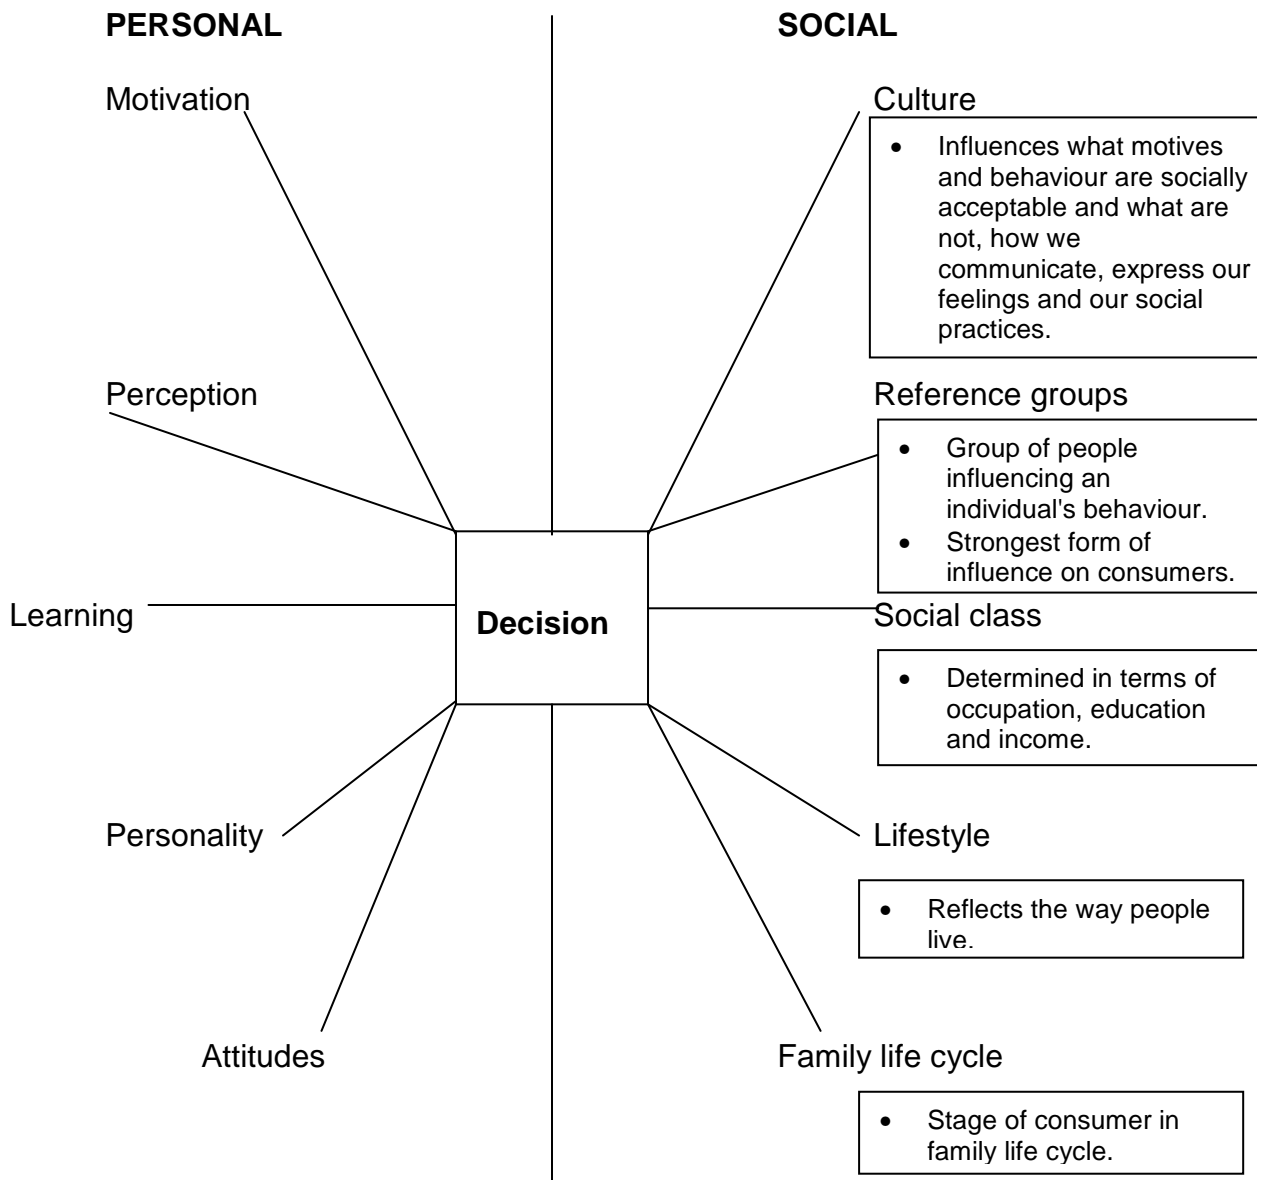 PERSONAL
SOCIAL
Motivation
Culture
• Influences what motives
and behaviour are socially
acceptable and what are
not, how we
communicate, express our
feelings and our social
practices.
Perception
Reference groups
• Group of people
influencing an
individual's behaviour.
• Strongest form of
influence on consumers.
Learning
Decision
Social class
• Determined in terms of
occupation, education
and income.
Personality
Lifestyle
• Reflects the way people
live.
Attitudes
Family life cycle
• Stage of consumer in
family life cycle.